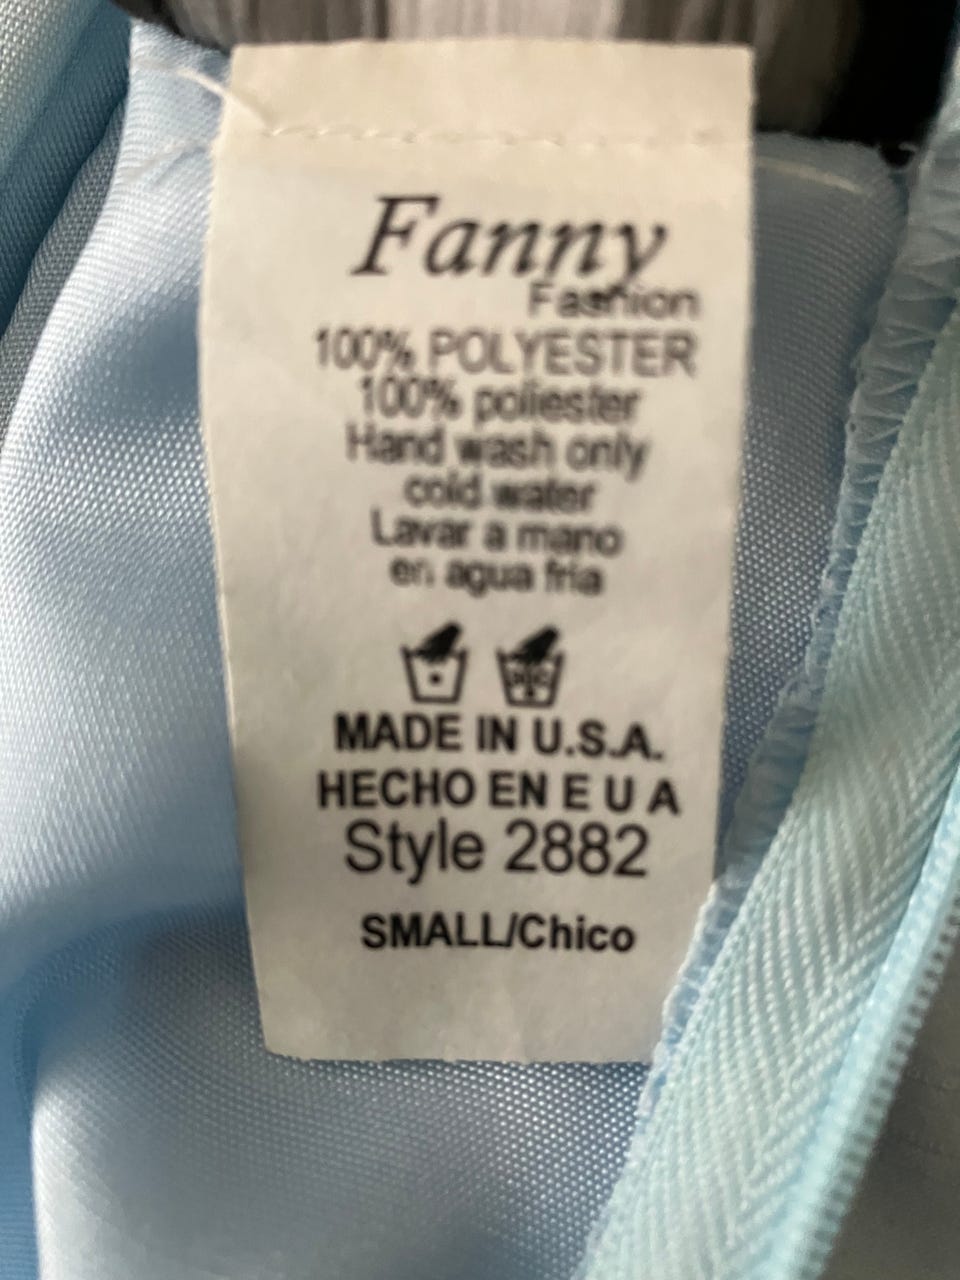 Fanny
Fashion
100% POLYESTER
100% poliester
Hand wash only
cold water
Lavar a mano
en agua fria
MADE IN U.S.A.
HECHO EN E U A
Style 2882
SMALL/Chico